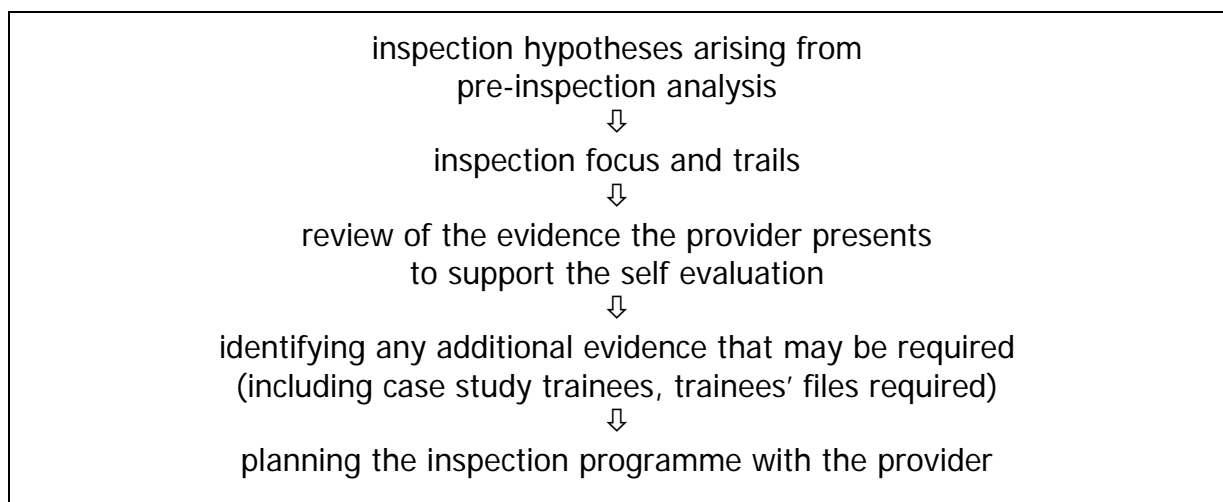 inspection hypotheses arising from
pre-inspection analysis
⇩
inspection focus and trails
⇩
review of the evidence the provider presents
to support the self evaluation
⇩
identifying any additional evidence that may be required
(including case study trainees, trainees’ files required)
⇩
planning the inspection programme with the provider